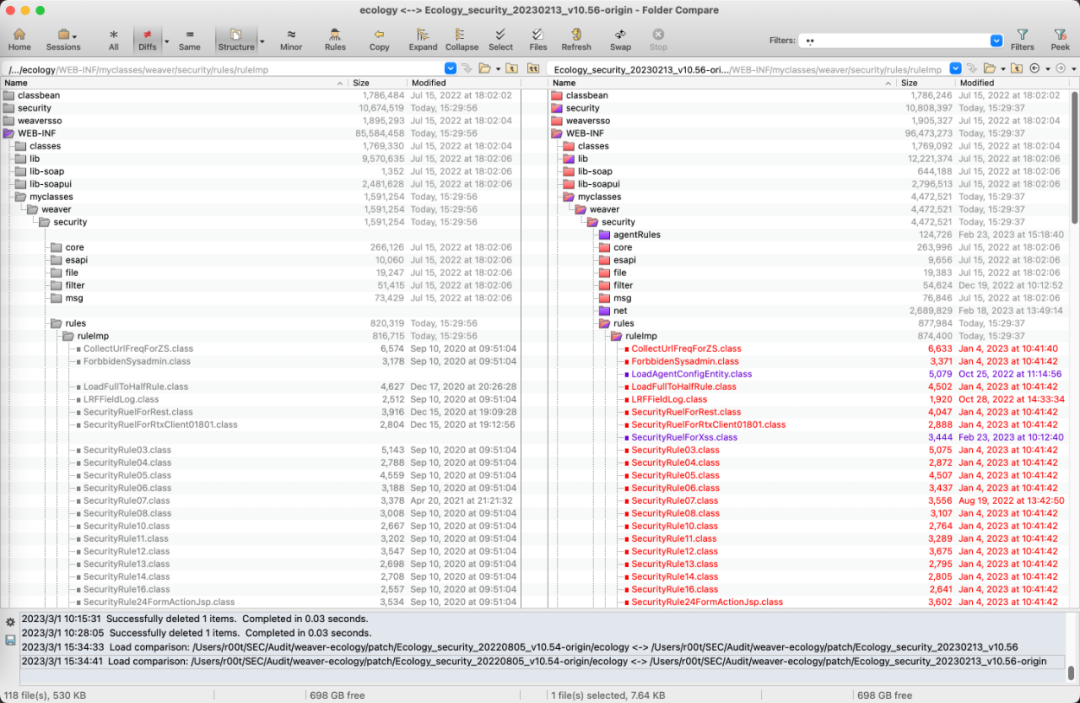 ecology <--> Ecology_security_20230213_v10.56-origin - Folder Compare
Home Sessions All Diffs Same Structure Minor Rules Copy Expand Collapse Select Files Refresh Swap Stop Filters: *.* Filters Peek
/.../ecology/WEB-INF/myclasses/weaver/security/rules/ruleImp Ecology_security_20230213_v10.56-ori.../WEB-INF/myclasses/weaver/security/rules/ruleImp
Name Size Modified Name Size Modified
classbean 1,786,484 Jul 15, 2022 at 18:02:02 classbean 1,786,246 Jul 15, 2022 at 18:02:02
security 10,674,519 Today, 15:29:56 security 10,808,397 Today, 15:29:37
weaversso 1,895,293 Jul 15, 2022 at 18:02:04 weaversso 1,905,327 Jul 15, 2022 at 18:02:04
WEB-INF 85,584,458 Today, 15:29:56 WEB-INF 96,473,273 Today, 15:29:37
classes 1,769,330 Jul 15, 2022 at 18:02:04 classes 1,769,092 Jul 15, 2022 at 18:02:04
lib 9,570,635 Jul 15, 2022 at 18:02:06 lib 12,221,374 Jul 15, 2022 at 18:02:06
lib-soap 1,352 Jul 15, 2022 at 18:02:06 lib-soap 644,188 Jul 15, 2022 at 18:02:06
lib-soapui 2,481,628 Jul 15, 2022 at 18:02:06 lib-soapui 2,796,513 Jul 15, 2022 at 18:02:06
myclasses 1,591,254 Today, 15:29:56 myclasses 4,472,521 Today, 15:29:37
weaver 1,591,254 Today, 15:29:56 weaver 4,472,521 Today, 15:29:37
security 1,591,254 Today, 15:29:56 security 4,472,521 Today, 15:29:37
agentRules 124,726 Feb 23, 2023 at 15:18:40
core 266,126 Jul 15, 2022 at 18:02:06 core 263,996 Jul 15, 2022 at 18:02:06
esapi 10,060 Jul 15, 2022 at 18:02:06 esapi 9,656 Jul 15, 2022 at 18:02:06
file 19,247 Jul 15, 2022 at 18:02:06 file 19,383 Jul 15, 2022 at 18:02:06
filter 51,415 Jul 15, 2022 at 18:02:06 filter 54,624 Dec 19, 2022 at 10:12:52
msg 73,429 Jul 15, 2022 at 18:02:06 msg 76,846 Jul 15, 2022 at 18:02:06
net 2,689,829 Feb 18, 2023 at 13:49:14
rules 820,319 Today, 15:29:56 rules 877,984 Today, 15:29:37
ruleImp 816,715 Today, 15:29:56 ruleImp 874,400 Today, 15:29:37
CollectUrlFreqForZS.class 6,574 Sep 10, 2020 at 09:51:04 CollectUrlFreqForZS.class 6,633 Jan 4, 2023 at 10:41:40
ForbbidenSysadmin.class 3,178 Sep 10, 2020 at 09:51:04 ForbbidenSysadmin.class 3,371 Jan 4, 2023 at 10:41:42
LoadAgentConfigEntity.class 5,079 Oct 25, 2022 at 11:14:56
LoadFullToHalfRule.class 4,627 Dec 17, 2020 at 20:26:28 LoadFullToHalfRule.class 4,502 Jan 4, 2023 at 10:41:42
LRFFieldLog.class 2,512 Sep 10, 2020 at 09:51:04 LRFFieldLog.class 1,920 Oct 28, 2022 at 14:33:34
SecurityRuelForRest.class 3,916 Dec 15, 2020 at 19:09:28 SecurityRuelForRest.class 4,047 Jan 4, 2023 at 10:41:42
SecurityRuelForRtxClient01801.class 2,804 Dec 15, 2020 at 19:12:56 SecurityRuelForRtxClient01801.class 2,888 Jan 4, 2023 at 10:41:42
SecurityRuelForXss.class 3,444 Feb 23, 2023 at 10:12:40
SecurityRule03.class 5,143 Sep 10, 2020 at 09:51:04 SecurityRule03.class 5,075 Jan 4, 2023 at 10:41:42
SecurityRule04.class 2,788 Sep 10, 2020 at 09:51:04 SecurityRule04.class 2,872 Jan 4, 2023 at 10:41:42
SecurityRule05.class 4,559 Sep 10, 2020 at 09:51:04 SecurityRule05.class 4,507 Jan 4, 2023 at 10:41:42
SecurityRule06.class 3,188 Sep 10, 2020 at 09:51:04 SecurityRule06.class 3,437 Jan 4, 2023 at 10:41:42
SecurityRule07.class 3,378 Apr 20, 2021 at 21:21:32 SecurityRule07.class 3,556 Aug 19, 2022 at 13:42:50
SecurityRule08.class 3,008 Sep 10, 2020 at 09:51:04 SecurityRule08.class 3,107 Jan 4, 2023 at 10:41:42
SecurityRule10.class 2,667 Sep 10, 2020 at 09:51:04 SecurityRule10.class 2,764 Jan 4, 2023 at 10:41:42
SecurityRule11.class 3,202 Sep 10, 2020 at 09:51:04 SecurityRule11.class 3,289 Jan 4, 2023 at 10:41:42
SecurityRule12.class 3,547 Sep 10, 2020 at 09:51:04 SecurityRule12.class 3,675 Jan 4, 2023 at 10:41:42
SecurityRule13.class 2,698 Sep 10, 2020 at 09:51:04 SecurityRule13.class 2,795 Jan 4, 2023 at 10:41:42
SecurityRule14.class 2,708 Sep 10, 2020 at 09:51:04 SecurityRule14.class 2,805 Jan 4, 2023 at 10:41:42
SecurityRule16.class 2,557 Sep 10, 2020 at 09:51:04 SecurityRule16.class 2,641 Jan 4, 2023 at 10:41:42
SecurityRule24FormActionJsp.class 3,534 Sep 10, 2020 at 09:51:04 SecurityRule24FormActionJsp.class 3,602 Jan 4, 2023 at 10:41:42
2023/3/1 10:15:31 Successfully deleted 1 items. Completed in 0.03 seconds.
2023/3/1 10:28:05 Successfully deleted 1 items. Completed in 0.03 seconds.
2023/3/1 15:34:33 Load comparison: /Users/r00t/SEC/Audit/weaver-ecology/patch/Ecology_security_20220805_v10.54-origin/ecology <-> /Users/r00t/SEC/Audit/weaver-ecology/patch/Ecology_security_20230213_v10.56
2023/3/1 15:34:41 Load comparison: /Users/r00t/SEC/Audit/weaver-ecology/patch/Ecology_security_20220805_v10.54-origin/ecology <-> /Users/r00t/SEC/Audit/weaver-ecology/patch/Ecology_security_20230213_v10.56-origin
118 file(s), 530 KB 698 GB free 1 file(s) selected, 7.64 KB 698 GB free